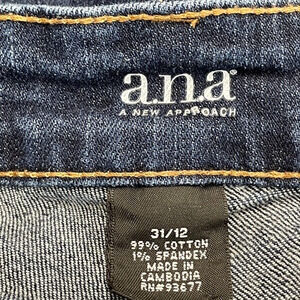 a.n.a®
A NEW APPROACH
31/12
99% COTTON
1% SPANDEX
MADE IN
CAMBODIA
RN#93677